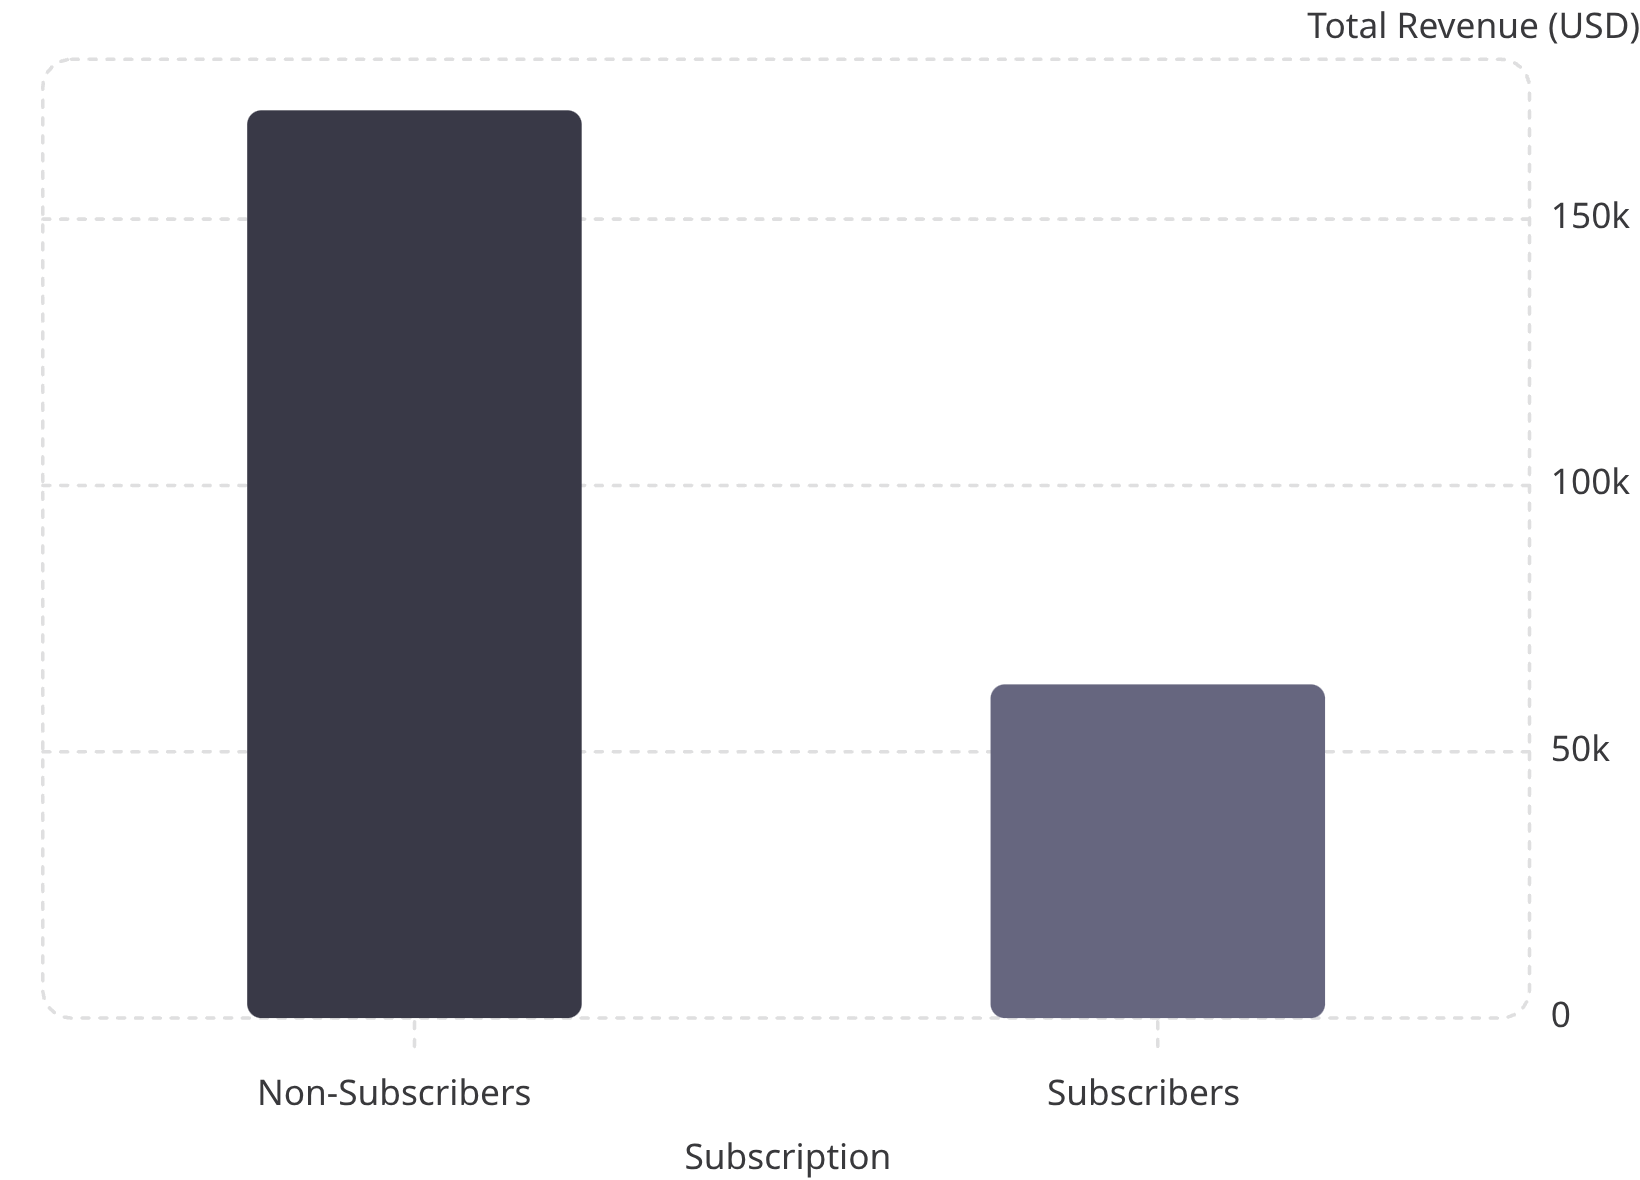 Total Revenue (USD)
150k
100k
50k
0
Non-Subscribers
Subscribers
Subscription